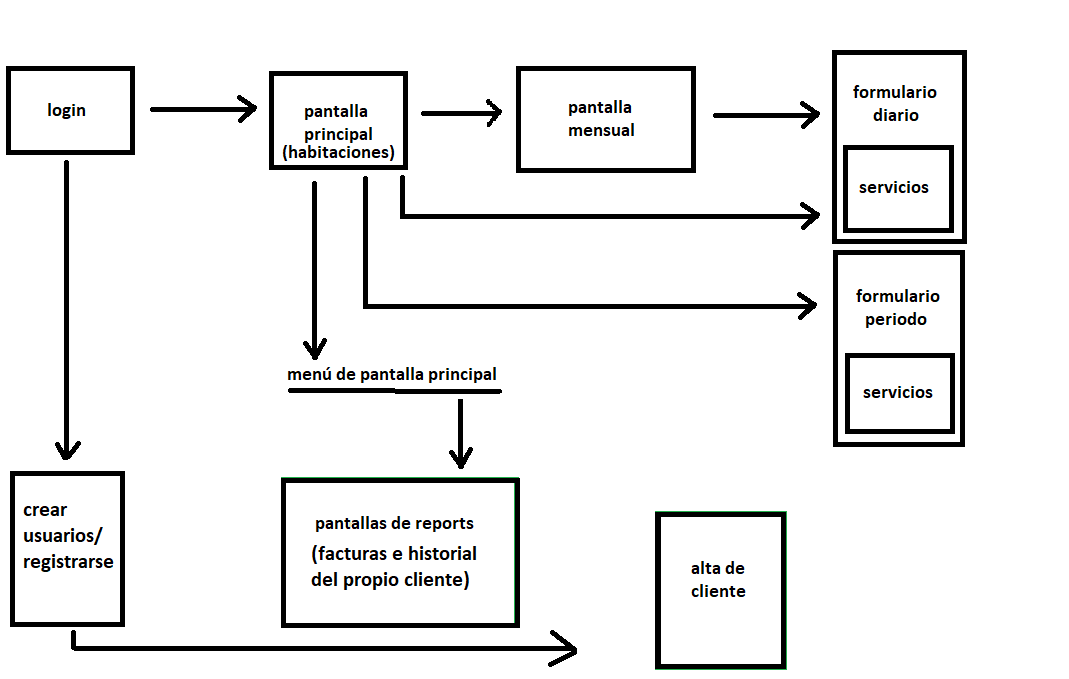 login
pantalla
principal
(habitaciones)
pantalla
mensual
formulario
diario
servicios
formulario
periodo
servicios
menú de pantalla principal
crear
usuarios/
registrarse
pantallas de reports
(facturas e historial
del propio cliente)
alta de
cliente